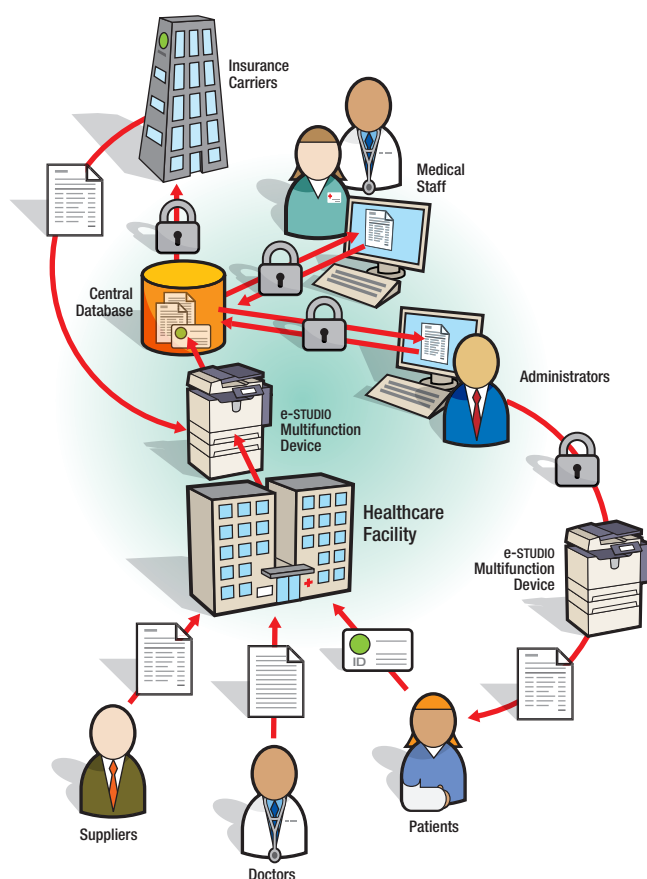 Insurance
Carriers
Medical
Staff
Central
Database
Administrators
e-STUDIO
Multifunction
Device
Healthcare
Facility
e-STUDIO
Multifunction
Device
ID
Suppliers
Patients
Doctors